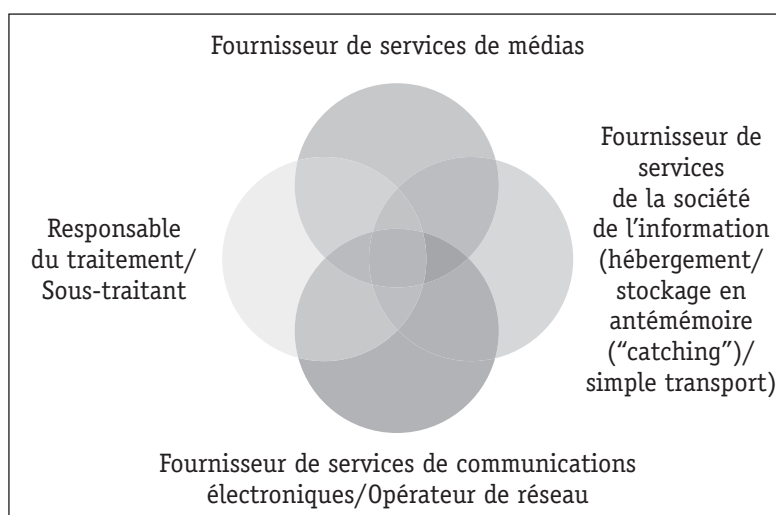 Fournisseur de services de médias
Fournisseur de
services
de la société
de l’information
(hébergement/
stockage en
antémémoire
(“catching”)/
simple transport)
Responsable
du traitement/
Sous-traitant
Fournisseur de services de communications
électroniques/Opérateur de réseau